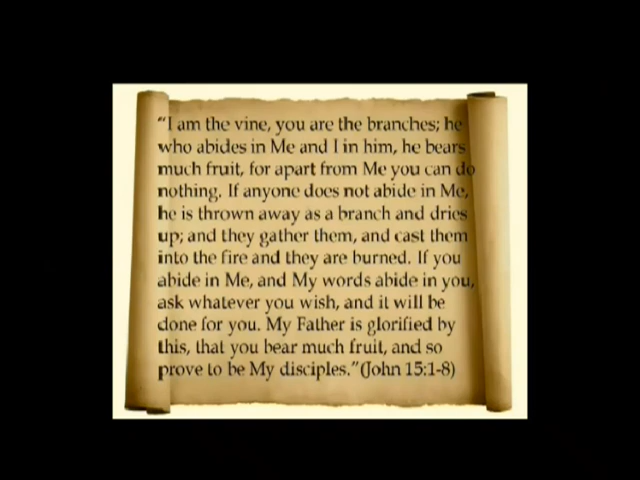 “I am the vine, you are the branches; he
who abides in Me and I in him, he bears
much fruit, for apart from Me you can do
nothing. If anyone does not abide in Me,
he is thrown away as a branch and dries
up; and they gather them, and cast them
into the fire and they are burned. If you
abide in Me, and My words abide in you,
ask whatever you wish, and it will be
done for you. My Father is glorified by
this, that you bear much fruit, and so
prove to be My disciples.”(John 15:1-8)